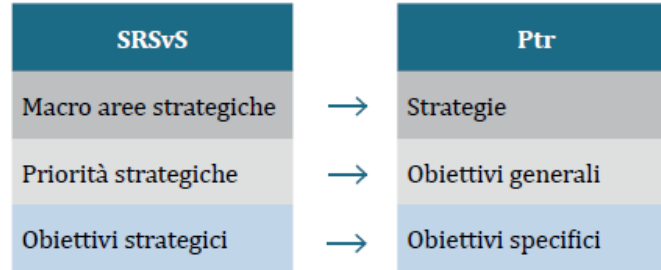 SRSvS Ptr
Macro aree strategiche → Strategie
Priorità strategiche → Obiettivi generali
Obiettivi strategici → Obiettivi specifici